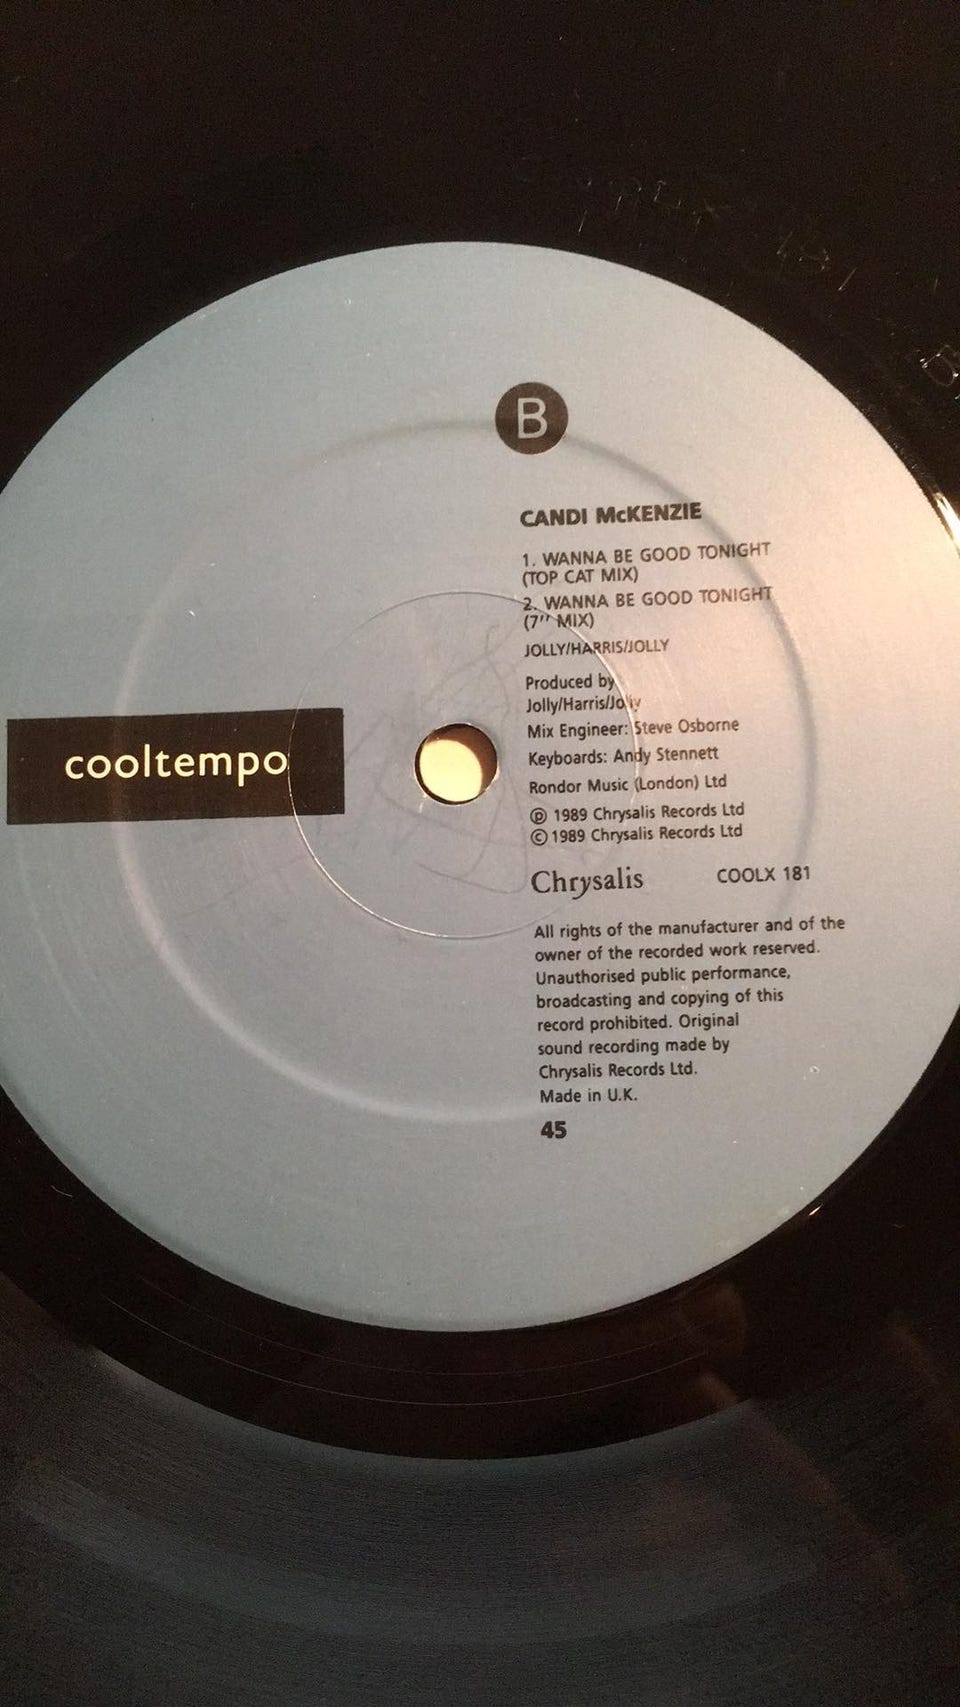 B
CANDI McKENZIE
1. WANNA BE GOOD TONIGHT
(TOP CAT MIX)
2. WANNA BE GOOD TONIGHT
(7'' MIX)
JOLLY/HARRIS/JOLLY
Produced by
Jolly/Harris/Jolly
Mix Engineer: Steve Osborne
cooltempo
Keyboards: Andy Stennett
Rondor Music (London) Ltd
℗ 1989 Chrysalis Records Ltd
© 1989 Chrysalis Records Ltd
Chrysalis COOLX 181
All rights of the manufacturer and of the
owner of the recorded work reserved.
Unauthorised public performance,
broadcasting and copying of this
record prohibited. Original
sound recording made by
Chrysalis Records Ltd.
Made in U.K.
45